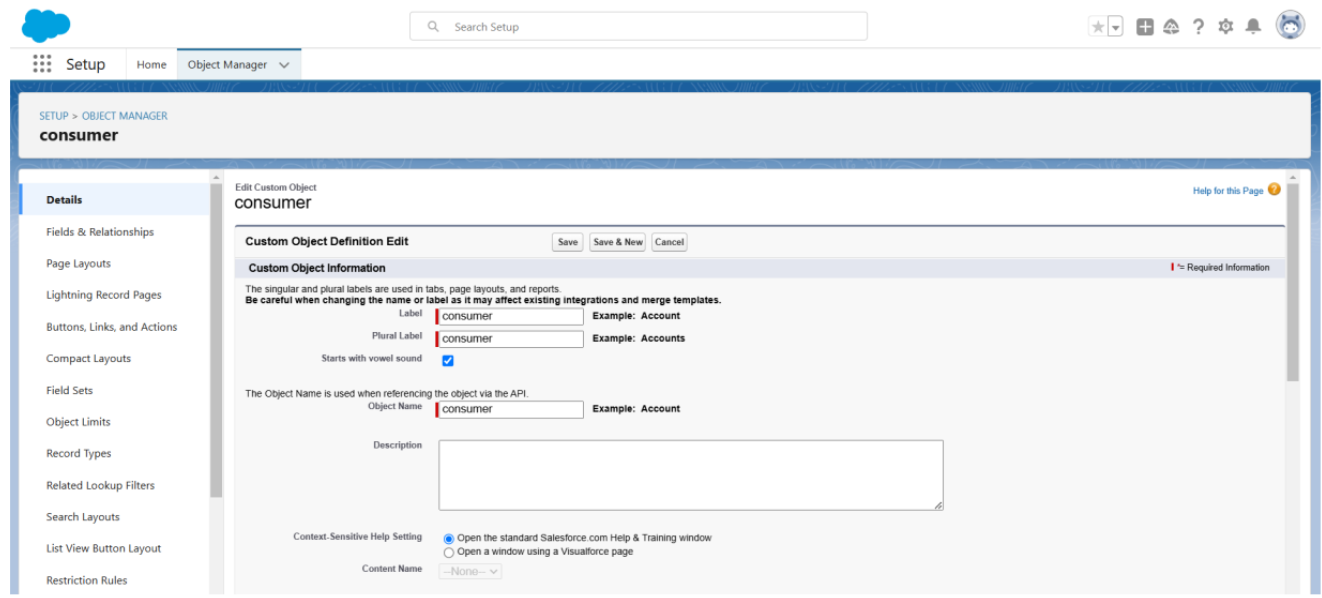 Search Setup
Setup Home Object Manager
SETUP > OBJECT MANAGER
consumer
Details
Fields & Relationships
Page Layouts
Lightning Record Pages
Buttons, Links, and Actions
Compact Layouts
Field Sets
Object Limits
Record Types
Related Lookup Filters
Search Layouts
List View Button Layout
Restriction Rules
Edit Custom Object
consumer
Help for this Page ?
Custom Object Definition Edit Save Save & New Cancel
Custom Object Information *= Required Information
The singular and plural labels are used in tabs, page layouts, and reports.
Be careful when changing the name or label as it may affect existing integrations and merge templates.
Label consumer Example: Account
Plural Label consumer Example: Accounts
Starts with vowel sound
The Object Name is used when referencing the object via the API.
Object Name consumer Example: Account
Description
Context-Sensitive Help Setting Open the standard Salesforce.com Help & Training window
Open a window using a Visualforce page
Content Name --None--